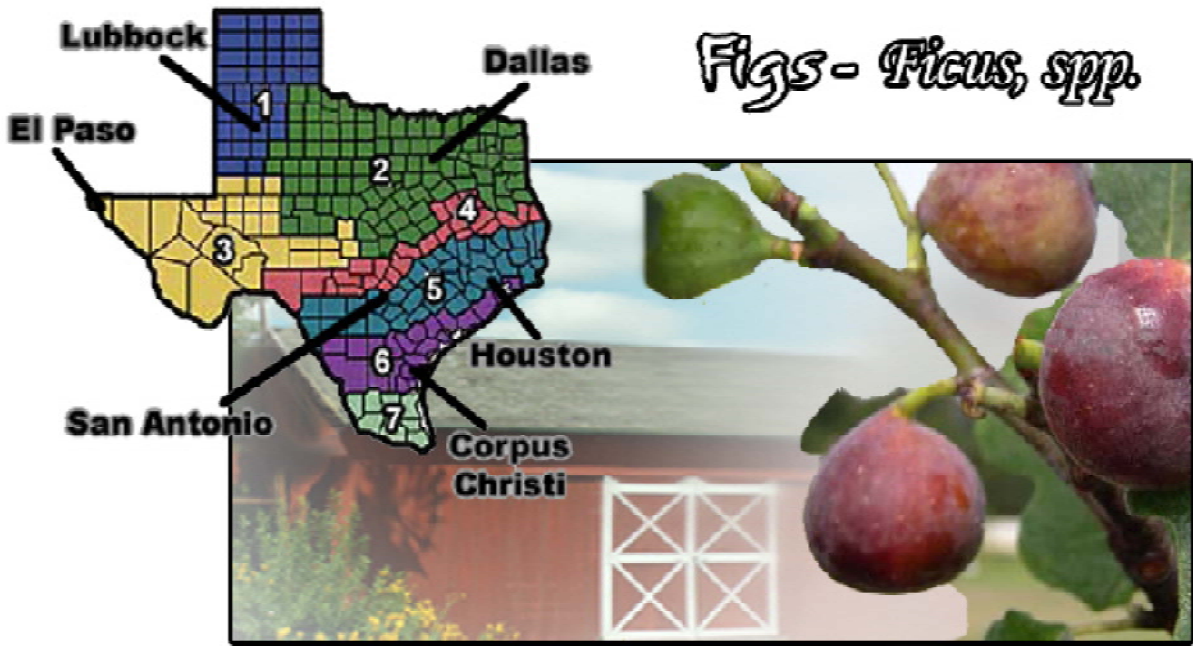 Figs - Ficus, spp.
Lubbock
Dallas
El Paso
1
2
4
3
5
Houston
6
San Antonio
7
Corpus
Christi